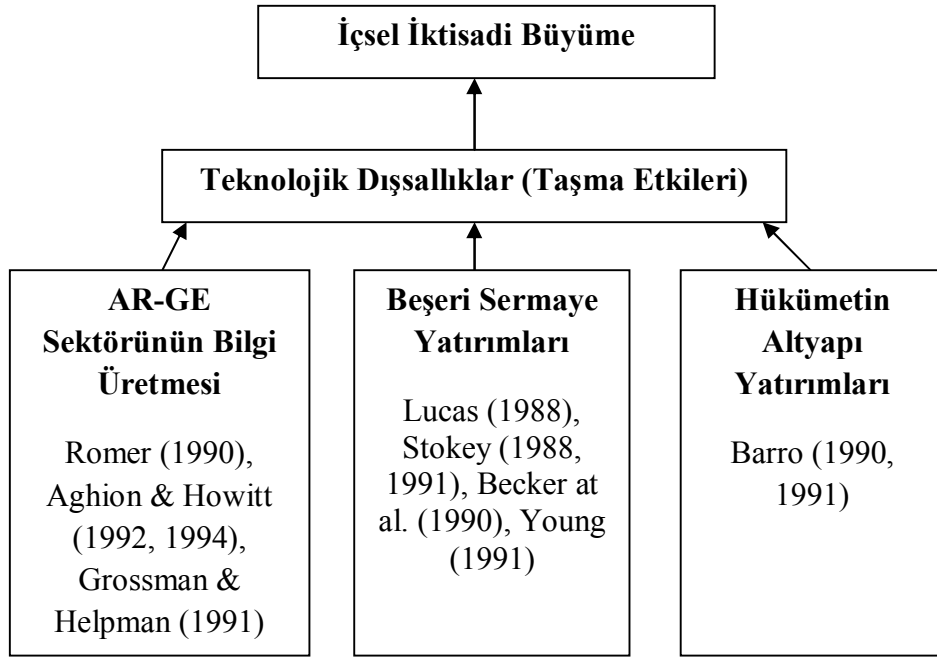 İçsel İktisadi Büyüme
Teknolojik Dışsallıklar (Taşma Etkileri)
AR-GE
Sektörünün Bilgi
Üretmesi
Romer (1990),
Aghion & Howitt
(1992, 1994),
Grossman &
Helpman (1991)
Beşeri Sermaye
Yatırımları
Lucas (1988),
Stokey (1988,
1991), Becker at
al. (1990), Young
(1991)
Hükümetin
Altyapı
Yatırımları
Barro (1990,
1991)